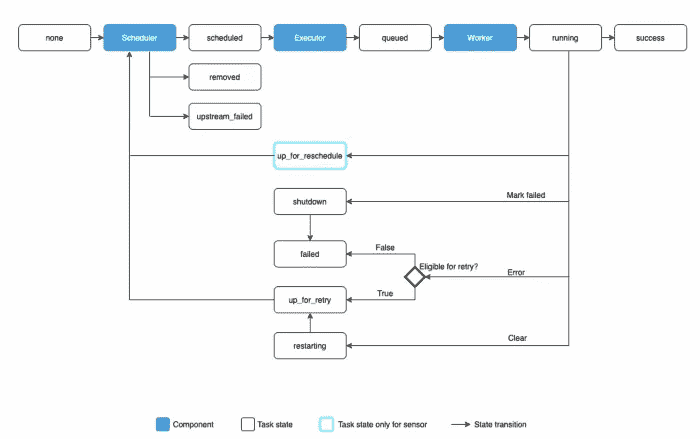 none
Scheduler
scheduled
Executor
queued
Worker
running
success
removed
upstream_failed
up_for_reschedule
shutdown
Mark failed
failed
False
Eligible for retry?
Error
up_for_retry
True
restarting
Clear
Component
Task state
Task state only for sensor
State transition